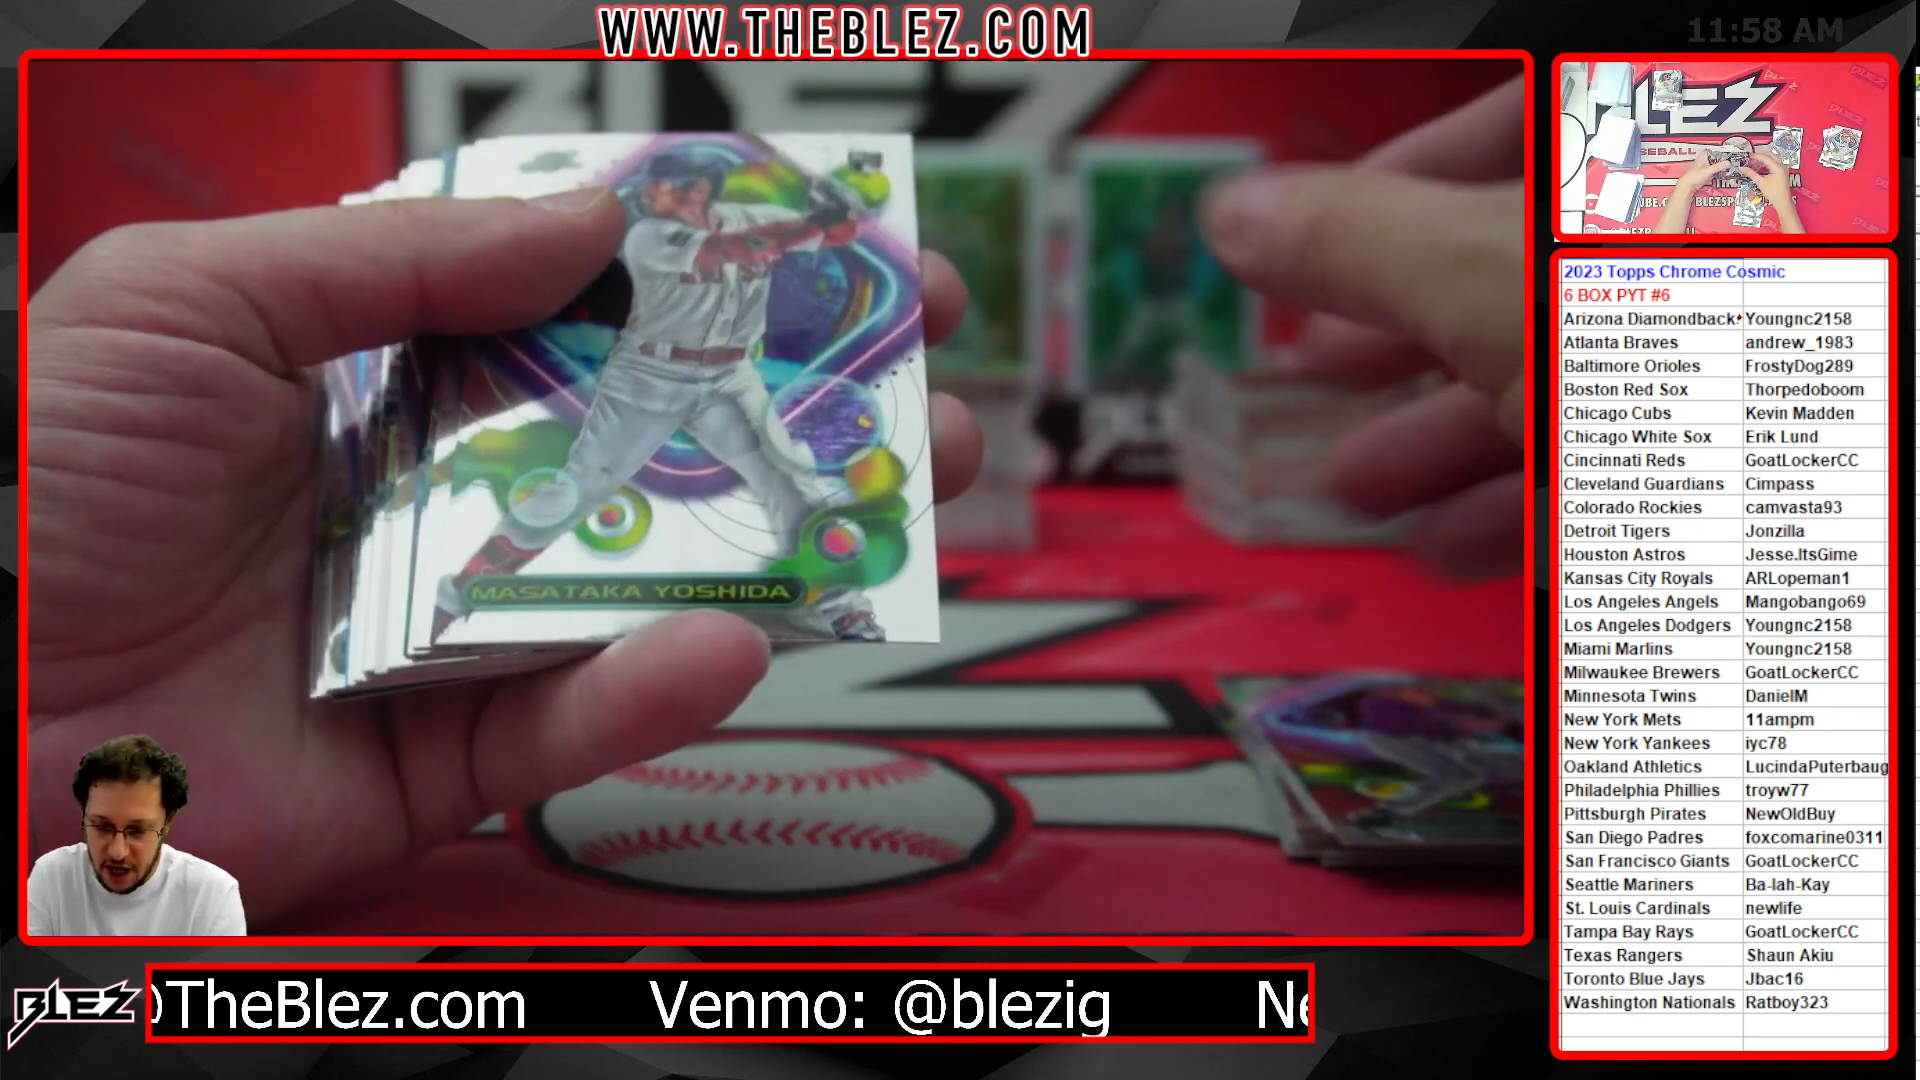 WWW.THEBLEZ.COM
11:58 AM
BLEZ
MASATAKA YOSHIDA
2023 Topps Chrome Cosmic
6 BOX PYT #6
Arizona Diamondback Youngnc2158
Atlanta Braves andrew_1983
Baltimore Orioles FrostyDog289
Boston Red Sox Thorpedoboom
Chicago Cubs Kevin Madden
Chicago White Sox Erik Lund
Cincinnati Reds GoatLockerCC
Cleveland Guardians Cimpass
Colorado Rockies camvasta93
Detroit Tigers Jonzilla
Houston Astros Jesse.ItsGime
Kansas City Royals ARLopeman1
Los Angeles Angels Mangobango69
Los Angeles Dodgers Youngnc2158
Miami Marlins Youngnc2158
Milwaukee Brewers GoatLockerCC
Minnesota Twins DanielM
New York Mets 11ampm
New York Yankees iyc78
Oakland Athletics LucindaPuterbaug
Philadelphia Phillies troyw77
Pittsburgh Pirates NewOldBuy
San Diego Padres foxcomarine0311
San Francisco Giants GoatLockerCC
Seattle Mariners Ba-lah-Kay
St. Louis Cardinals newlife
Tampa Bay Rays GoatLockerCC
Texas Rangers Shaun Akiu
Toronto Blue Jays Jbac16
Washington Nationals Ratboy323
BLEZ
@TheBlez.com Venmo: @blezig Ne